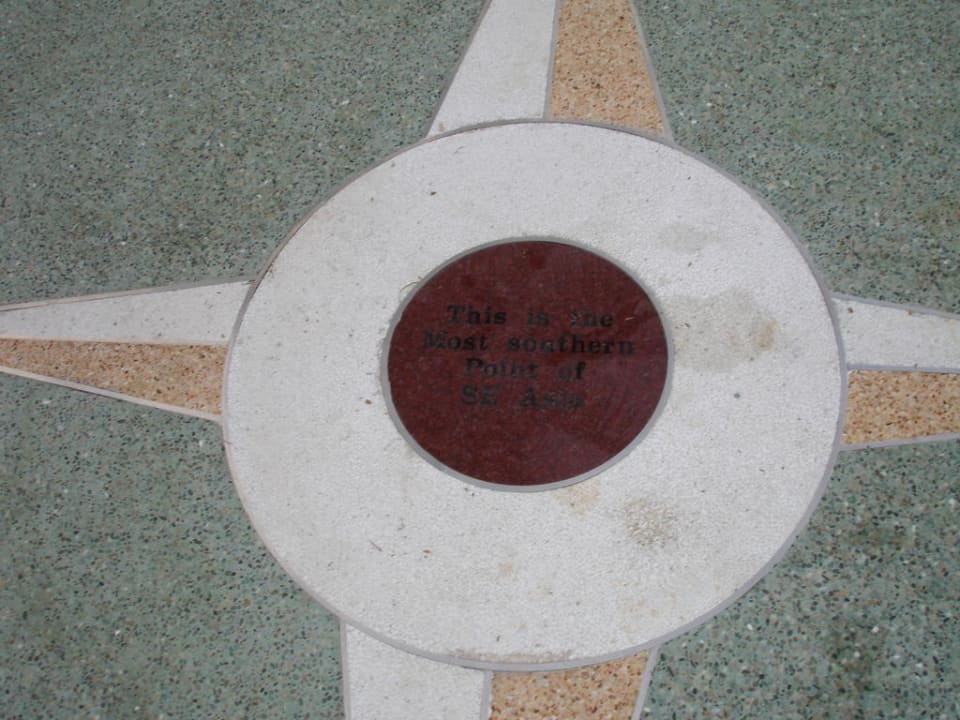 This is the
Most southern
Point of
SE Asia